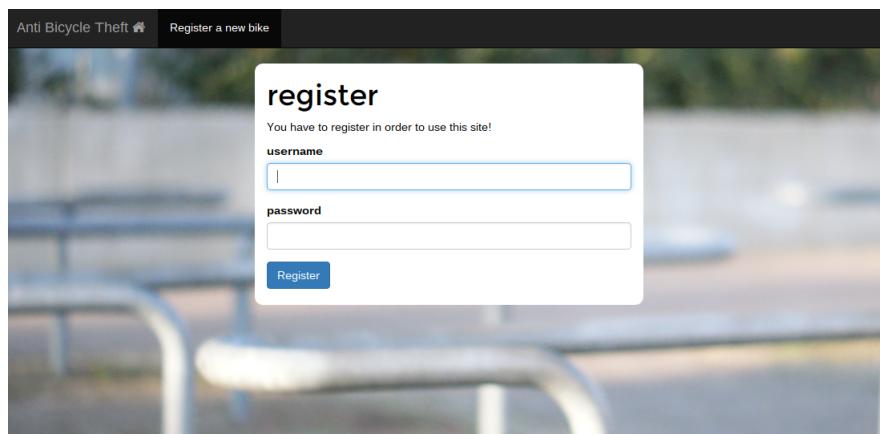 Anti Bicycle Theft Register a new bike
register
You have to register in order to use this site!
username
password
Register